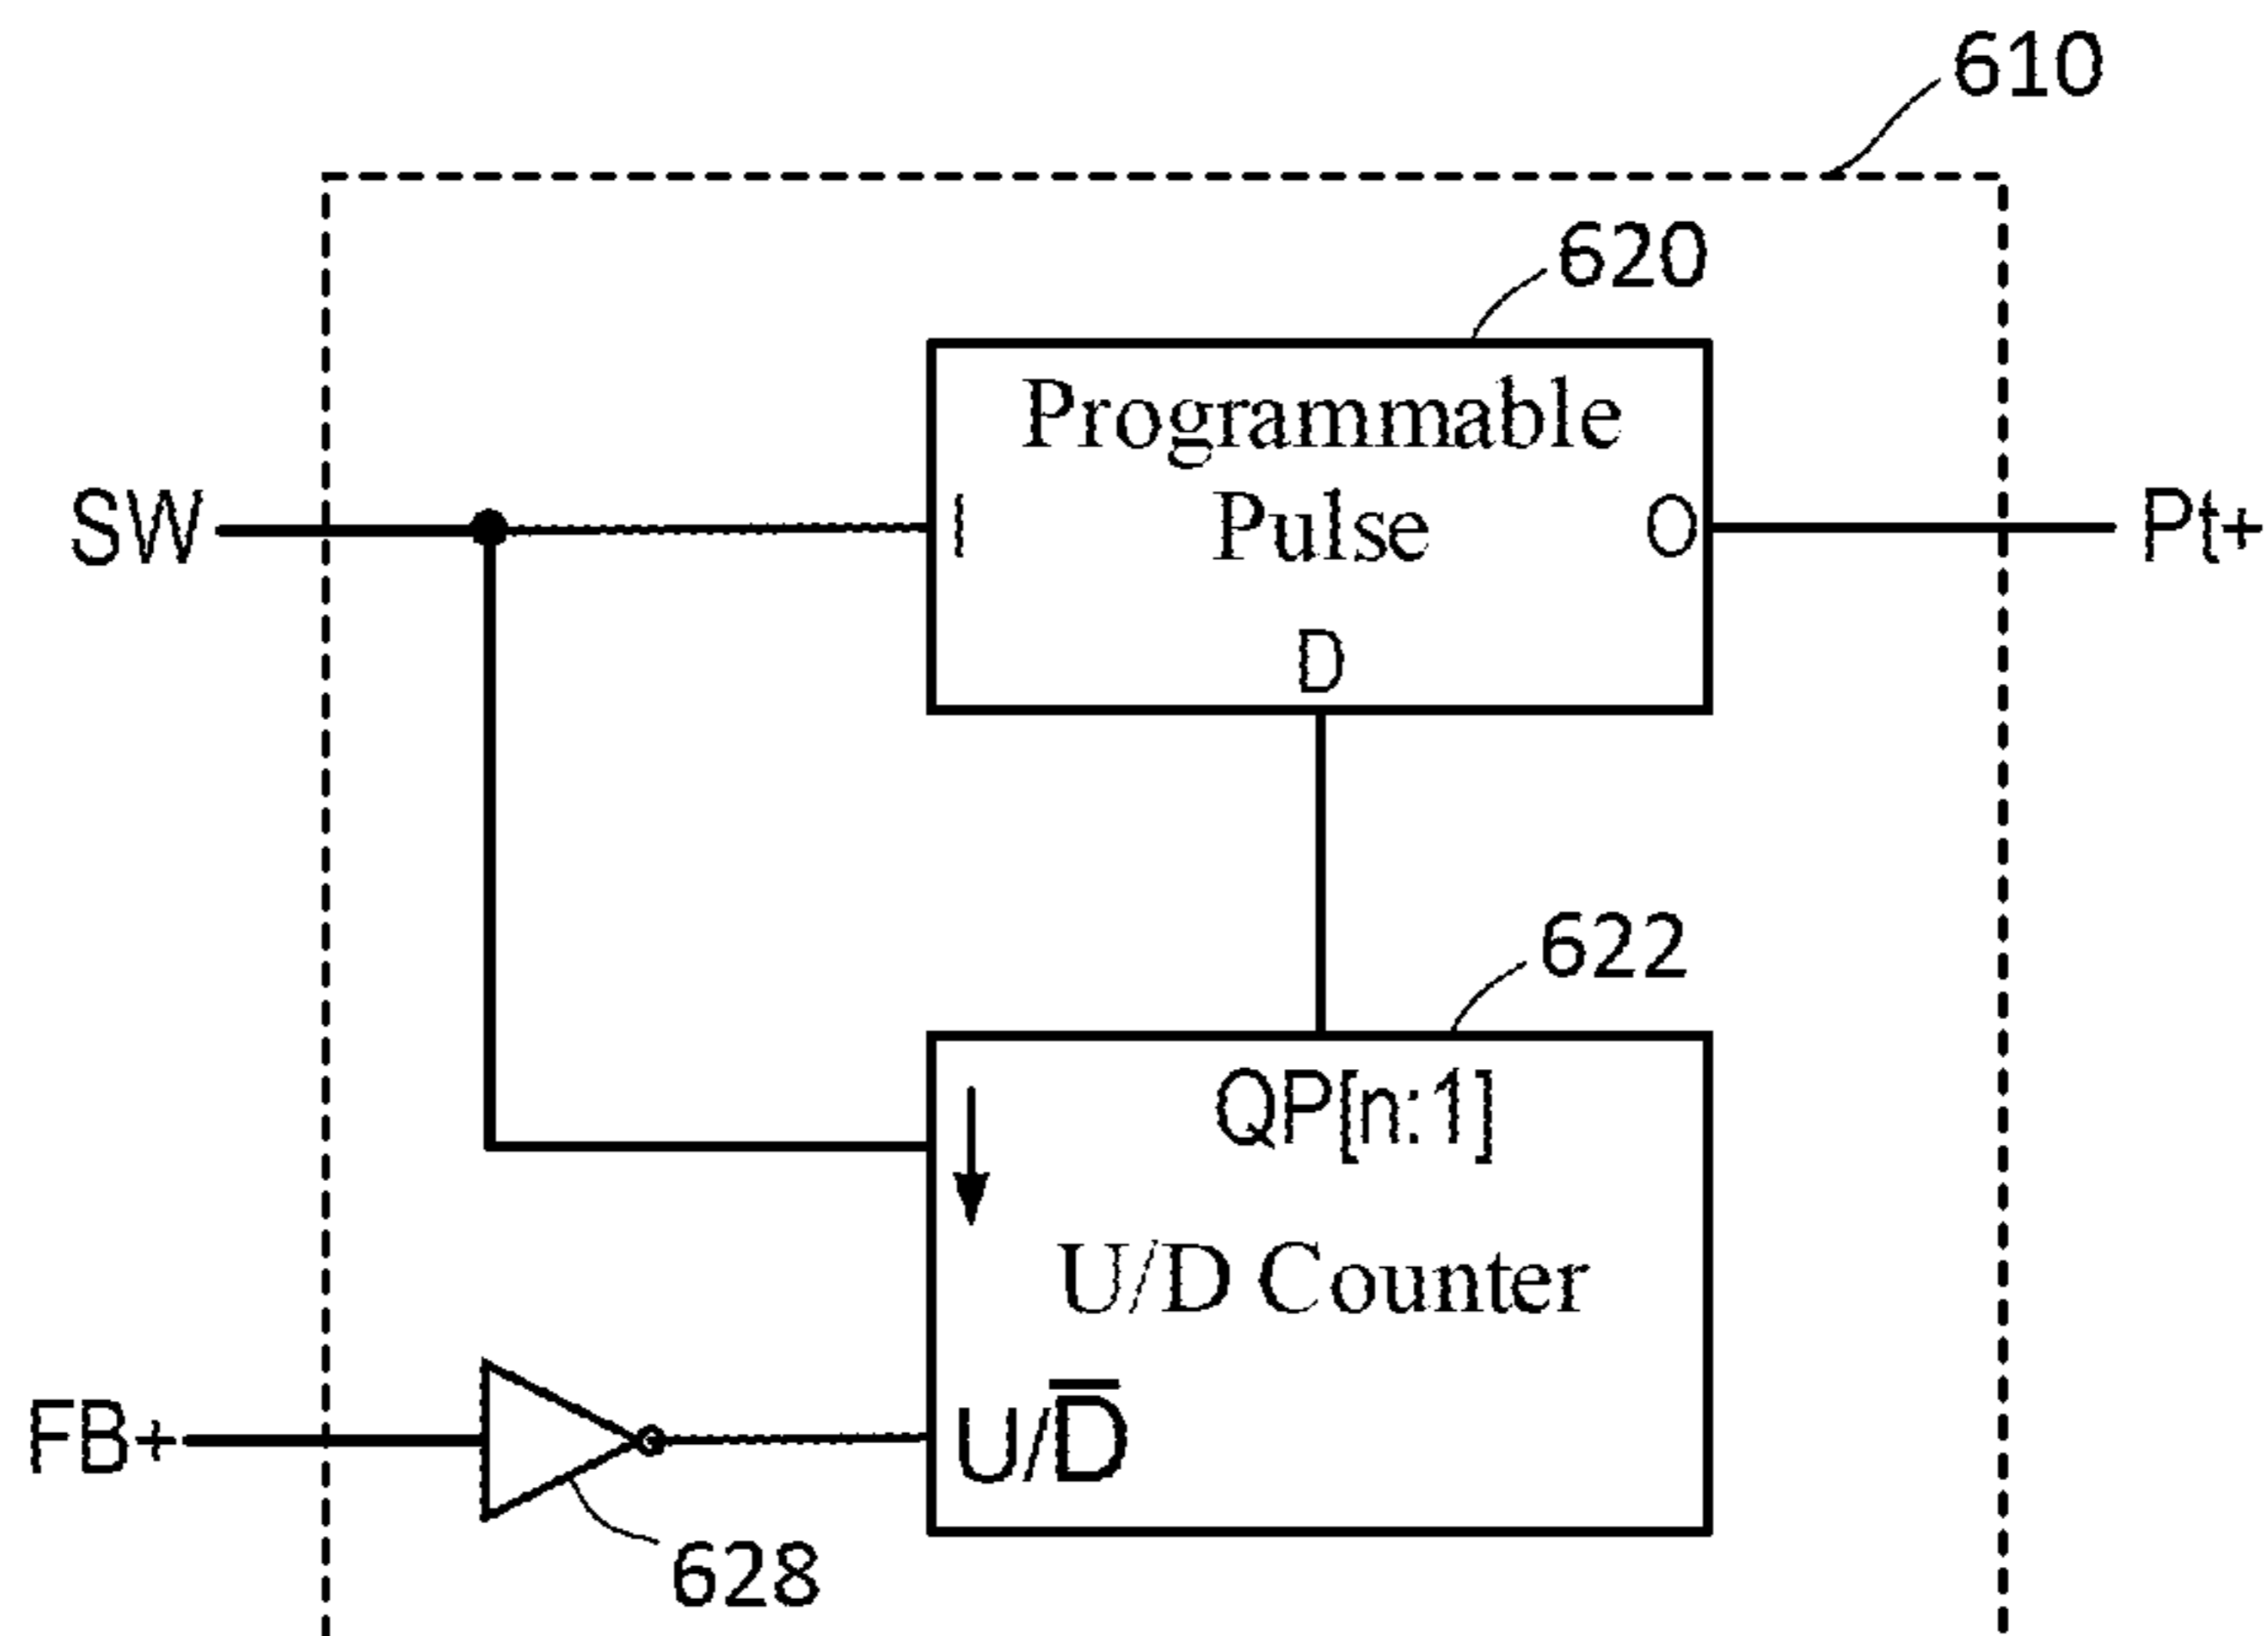 610
620
Programmable
SW
I
Pulse
O
Pt+
D
622
QP[n:1]
U/D Counter
FB+
U/D̅
628